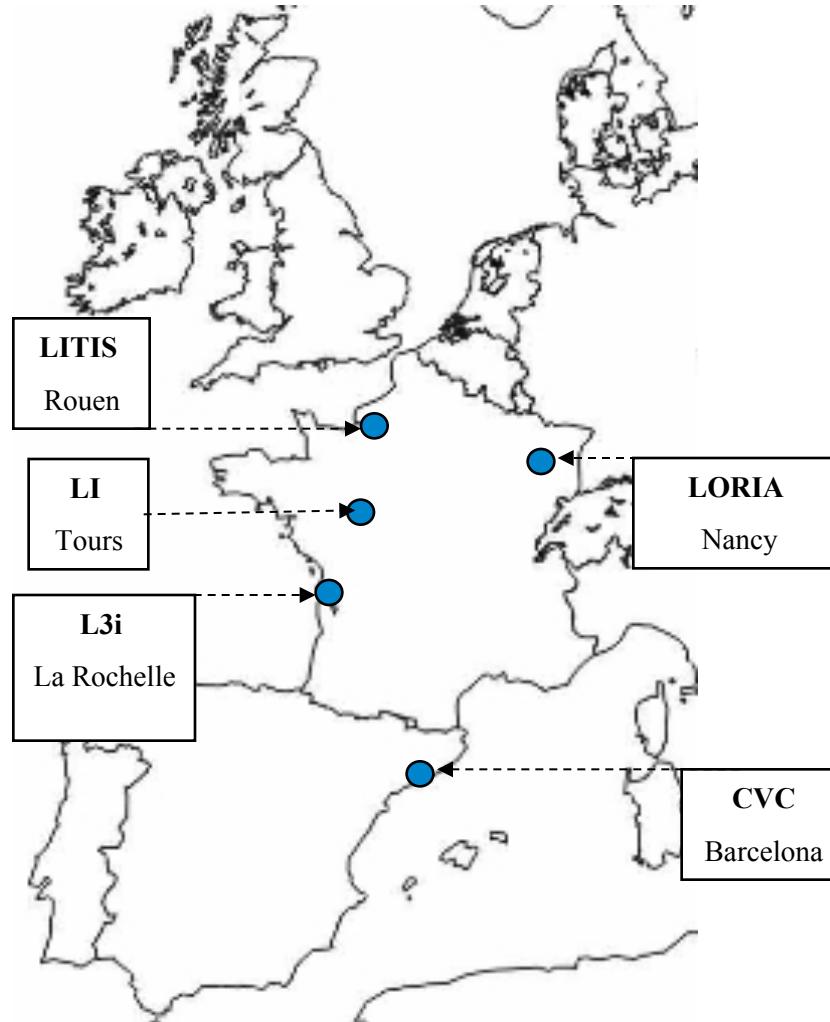 LITIS
Rouen
LI
Tours
LORIA
Nancy
L3i
La Rochelle
CVC
Barcelona